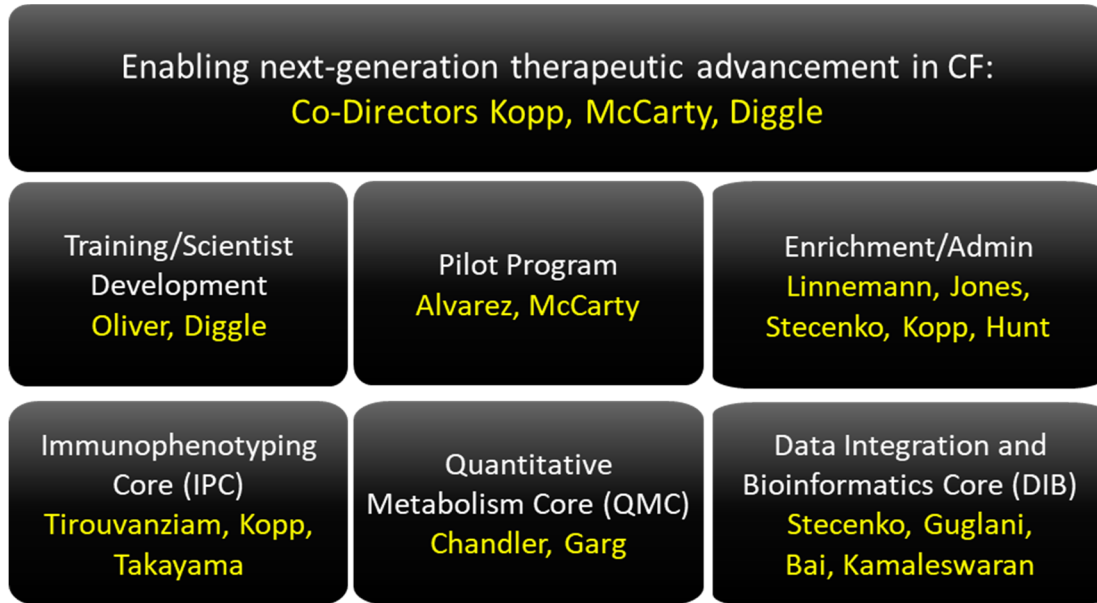 Enabling next-generation therapeutic advancement in CF:
Co-Directors Kopp, McCarty, Diggle
Training/Scientist
Development
Oliver, Diggle
Pilot Program
Alvarez, McCarty
Enrichment/Admin
Linnemann, Jones,
Stecenko, Kopp, Hunt
Immunophenotyping
Core (IPC)
Tirouvanziam, Kopp,
Takayama
Quantitative
Metabolism Core (QMC)
Chandler, Garg
Data Integration and
Bioinformatics Core (DIB)
Stecenko, Guglani,
Bai, Kamaleswaran